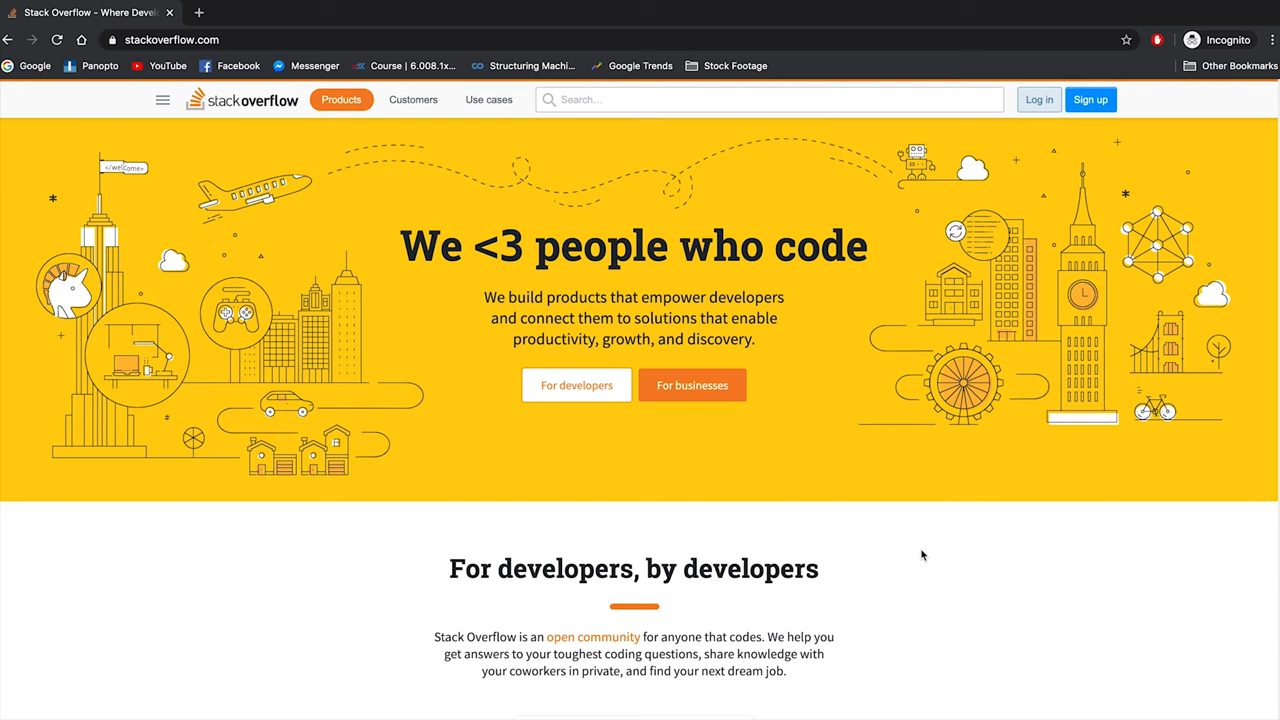 Stack Overflow - Where Devel
stackoverflow.com
Incognito
Google
Panopto
YouTube
Facebook
Messenger
Course | 6.008.1x...
Structuring Machi...
Google Trends
Stock Footage
Other Bookmarks
stackoverflow
Products
Customers
Use cases
Search...
Log in
Sign up
</welcome>
We <3 people who code
We build products that empower developers
and connect them to solutions that enable
productivity, growth, and discovery.
For developers
For businesses
For developers, by developers
Stack Overflow is an open community for anyone that codes. We help you
get answers to your toughest coding questions, share knowledge with
your coworkers in private, and find your next dream job.